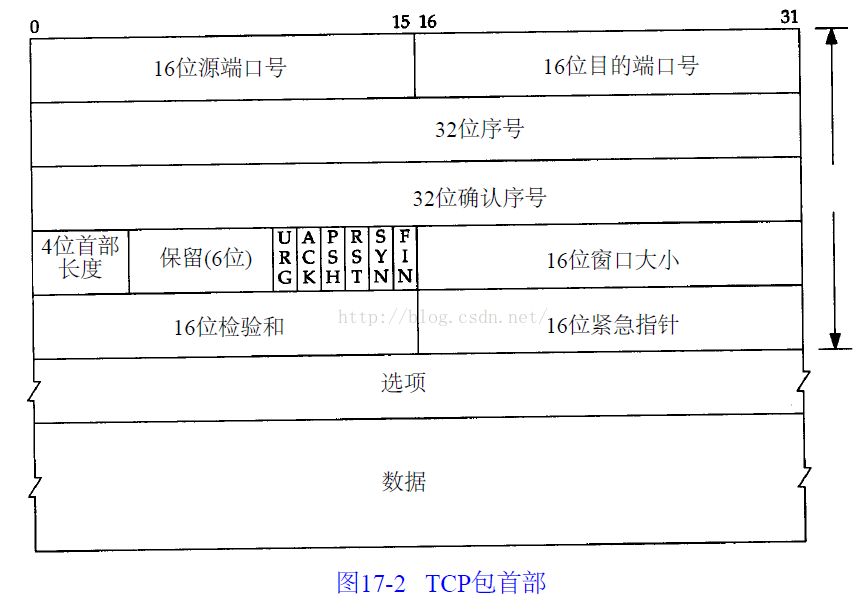 0 15 16 31
16位源端口号 16位目的端口号
32位序号
32位确认序号
4位首部长度 保留(6位) URG ACK PSH RST SYN FIN 16位窗口大小
16位检验和 http://blog.csdn.net/ 16位紧急指针
选项
数据
图17-2 TCP包首部